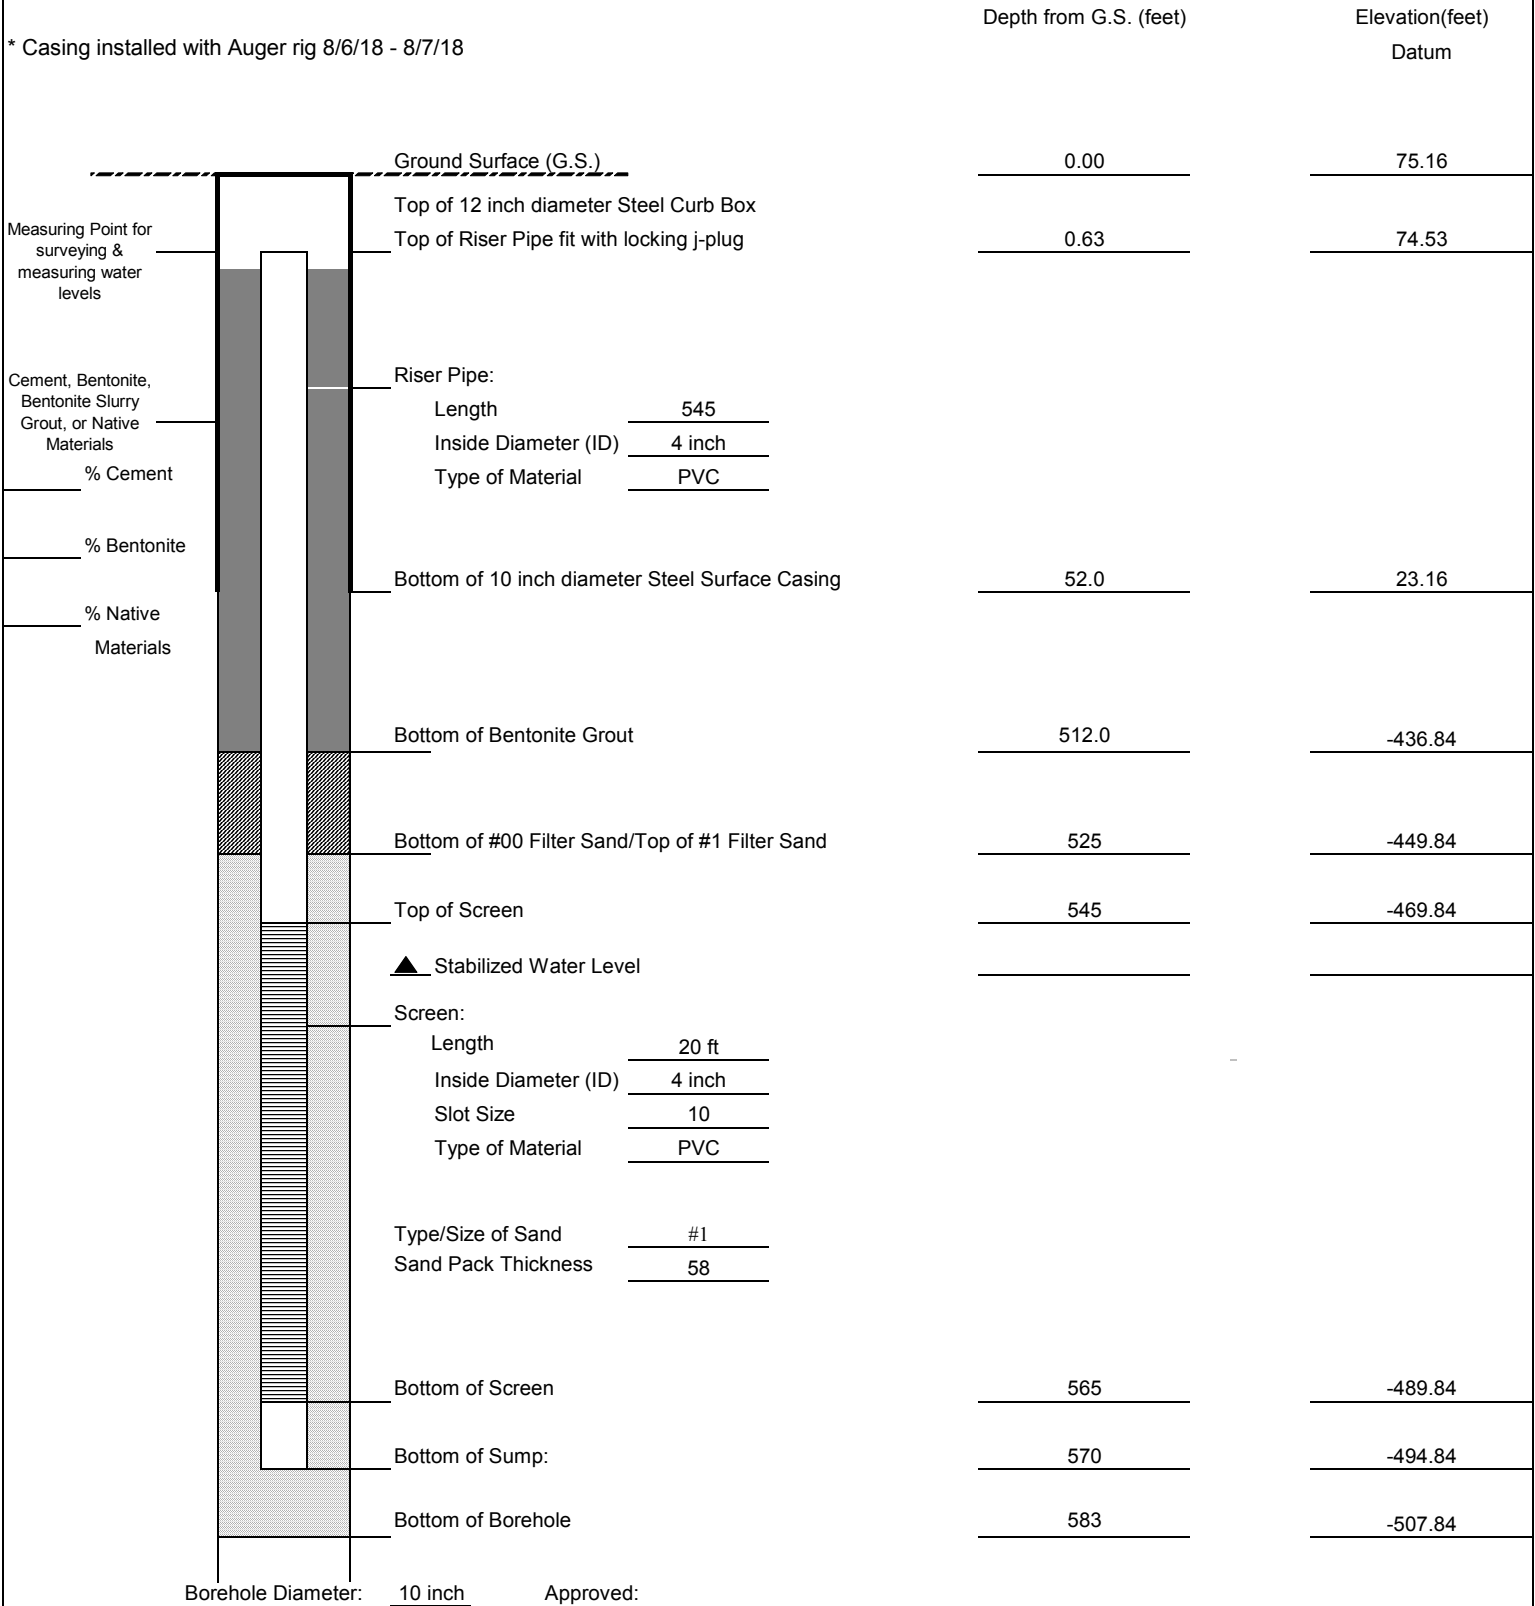 Depth from G.S. (feet) Elevation(feet)
* Casing installed with Auger rig 8/6/18 - 8/7/18 Datum
Ground Surface (G.S.) 0.00 75.16
Top of 12 inch diameter Steel Curb Box
Measuring Point for
surveying &
measuring water
levels
Top of Riser Pipe fit with locking j-plug 0.63 74.53
Cement, Bentonite,
Bentonite Slurry
Grout, or Native
Materials
Riser Pipe:
Length 545
Inside Diameter (ID) 4 inch
Type of Material PVC
% Cement
% Bentonite
Bottom of 10 inch diameter Steel Surface Casing 52.0 23.16
% Native
Materials
Bottom of Bentonite Grout 512.0 -436.84
Bottom of #00 Filter Sand/Top of #1 Filter Sand 525 -449.84
Top of Screen 545 -469.84
Stabilized Water Level
Screen:
Length 20 ft
Inside Diameter (ID) 4 inch
Slot Size 10
Type of Material PVC
Type/Size of Sand #1
Sand Pack Thickness 58
Bottom of Screen 565 -489.84
Bottom of Sump: 570 -494.84
Bottom of Borehole 583 -507.84
Borehole Diameter: 10 inch Approved: